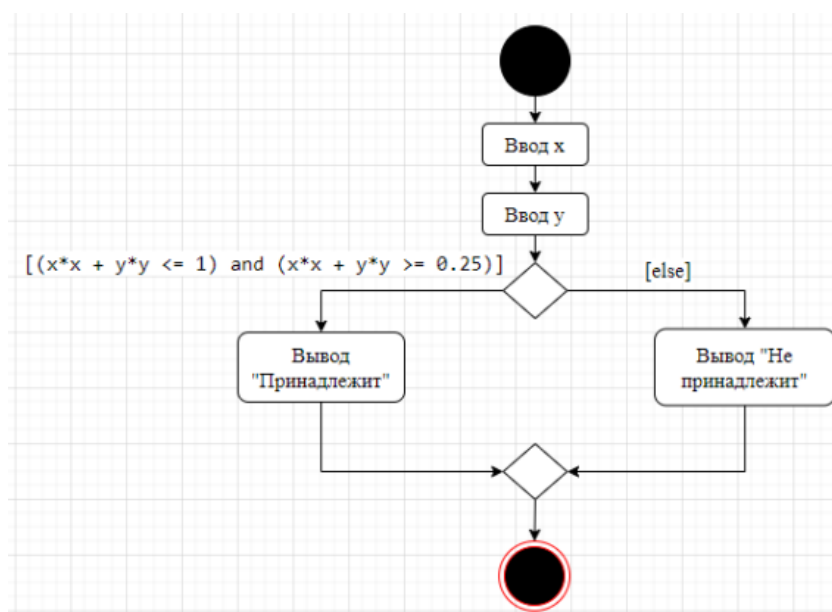 Ввод x
Ввод y
[(x*x + y*y <= 1) and (x*x + y*y >= 0.25)]
[else]
Вывод
"Принадлежит"
Вывод "Не
принадлежит"